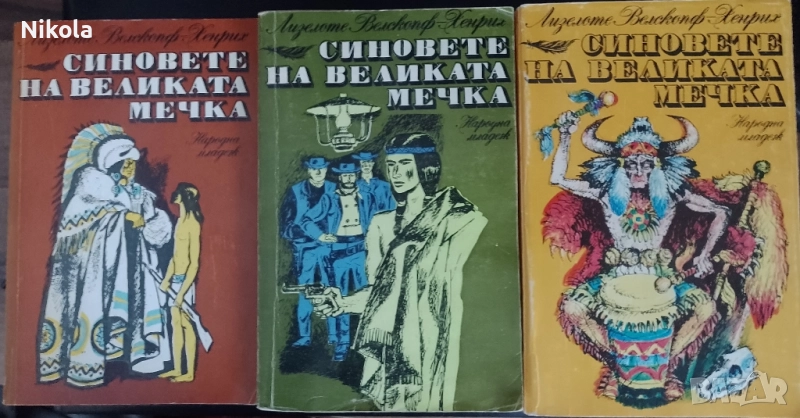 Nikola
Лизелоте Велскопф-Хенрих
СИНОВЕТЕ
НА ВЕЛИКАТА
МЕЧКА
Народна
младеж
Лизелоте Велскопф-Хенрих
СИНОВЕТЕ
НА ВЕЛИКАТА
МЕЧКА
Народна
младеж
Лизелоте Велскопф-Хенрих
СИНОВЕТЕ
НА ВЕЛИКАТА
МЕЧКА
Народна
младеж
BAZAR